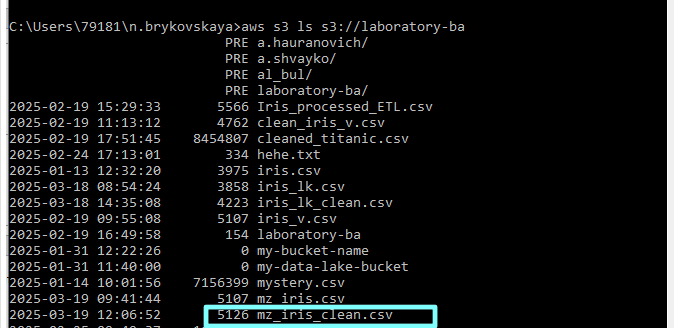 C:\Users\79181\n.brykovskaya>aws s3 ls s3://laboratory-ba
PRE a.hauranovich/
PRE a.shvayko/
PRE al_bul/
PRE laboratory-ba/
2025-02-19 15:29:33 5566 Iris_processed_ETL.csv
2025-02-19 11:13:12 4762 clean_iris_v.csv
2025-02-19 17:51:45 8454807 cleaned_titanic.csv
2025-02-24 17:13:01 334 hehe.txt
2025-01-13 12:32:20 3975 iris.csv
2025-03-18 08:54:24 3858 iris_lk.csv
2025-03-18 14:35:08 4223 iris_lk_clean.csv
2025-02-19 09:55:08 5107 iris_v.csv
2025-02-19 16:49:58 154 laboratory-ba
2025-01-31 12:22:26 0 my-bucket-name
2025-01-31 11:40:00 0 my-data-lake-bucket
2025-01-14 10:01:56 7156399 mystery.csv
2025-03-19 09:41:44 5107 mz_iris.csv
2025-03-19 12:06:52 5126 mz_iris_clean.csv